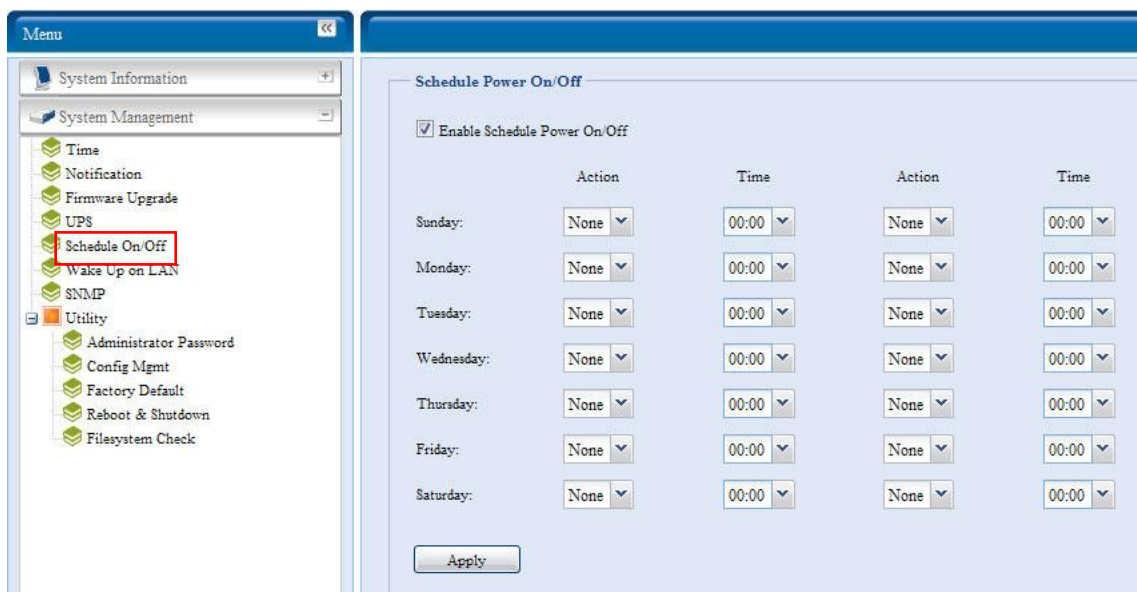 Menu
System Information
System Management
Time
Notification
Firmware Upgrade
UPS
Schedule On/Off
Wake Up on LAN
SNMP
Utility
Administrator Password
Config Mgmt
Factory Default
Reboot & Shutdown
Filesystem Check
Schedule Power On/Off
Enable Schedule Power On/Off
Action Time Action Time
Sunday: None 00:00 None 00:00
Monday: None 00:00 None 00:00
Tuesday: None 00:00 None 00:00
Wednesday: None 00:00 None 00:00
Thursday: None 00:00 None 00:00
Friday: None 00:00 None 00:00
Saturday: None 00:00 None 00:00
Apply